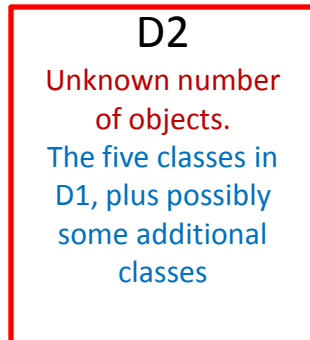 D2
Unknown number
of objects.
The five classes in
D1, plus possibly
some additional
classes